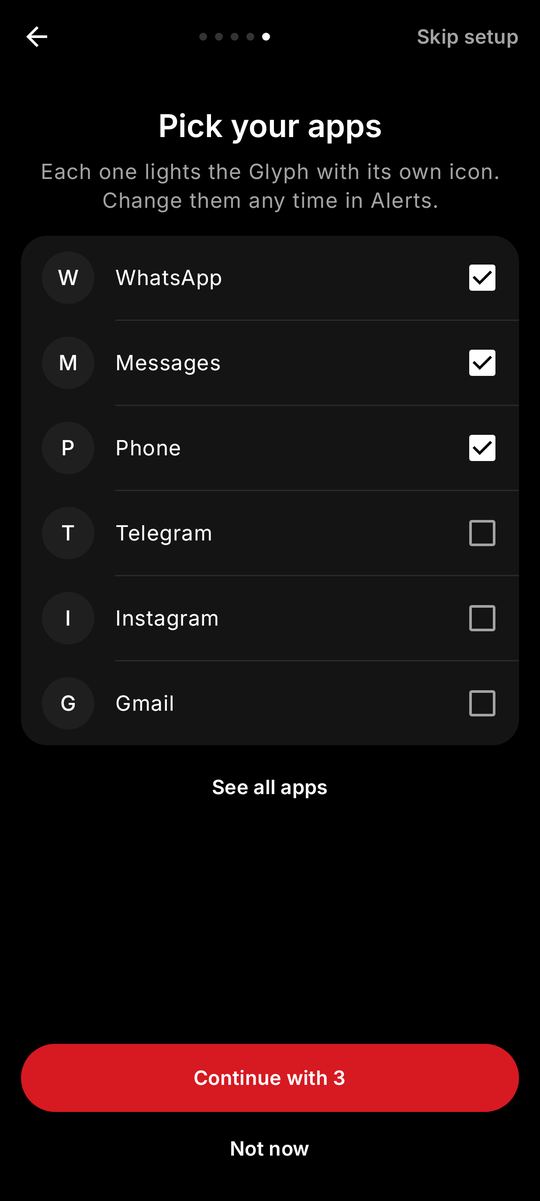 Skip setup
Pick your apps
Each one lights the Glyph with its own icon.
Change them any time in Alerts.
W WhatsApp
M Messages
P Phone
T Telegram
I Instagram
G Gmail
See all apps
Continue with 3
Not now